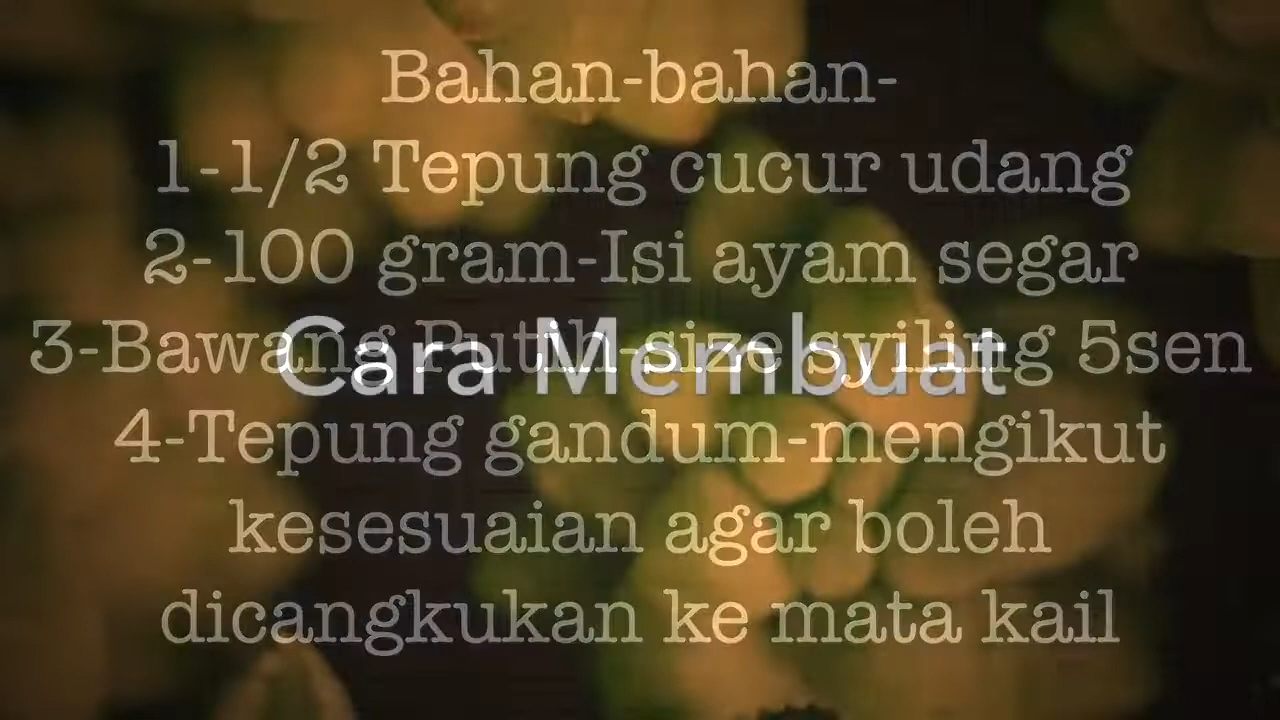 Bahan-bahan-
1-1/2 Tepung cucur udang
2-100 gram-Isi ayam segar
3-Bawang Putih-size syiling 5sen
Cara Membuat
4-Tepung gandum-mengikut
kesesuaian agar boleh
dicangkukan ke mata kail